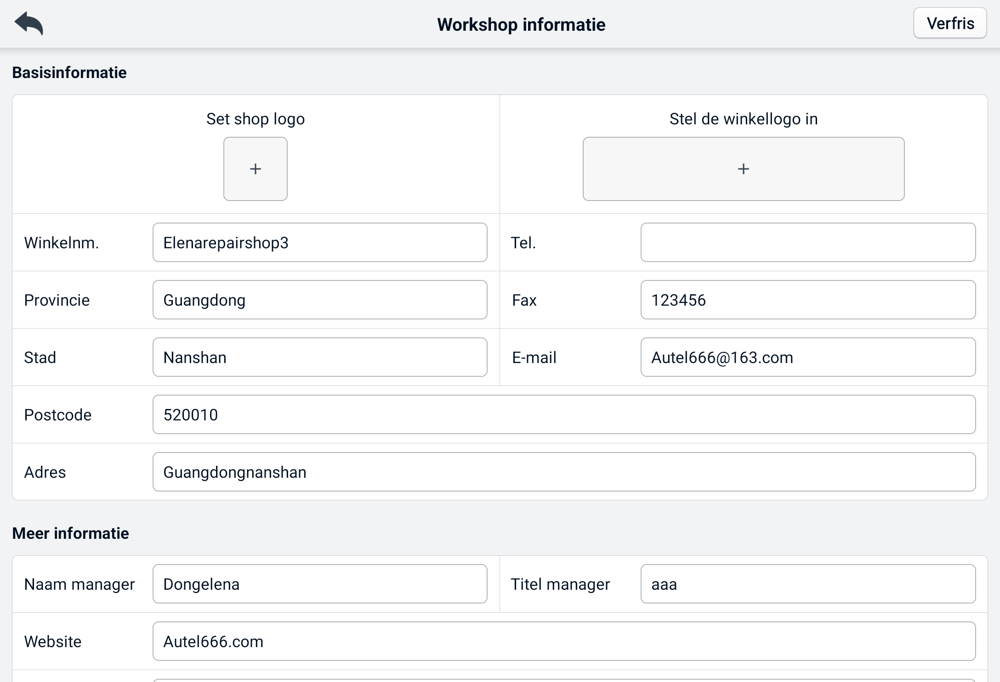 Workshop informatie
Verfris
Basisinformatie
Set shop logo
Stel de winkellogo in
+
+
Winkelnm.
Elenarepairshop3
Tel.
Provincie
Guangdong
Fax
123456
Stad
Nanshan
E-mail
Autel666@163.com
Postcode
520010
Adres
Guangdongnanshan
Meer informatie
Naam manager
Dongelena
Titel manager
aaa
Website
Autel666.com